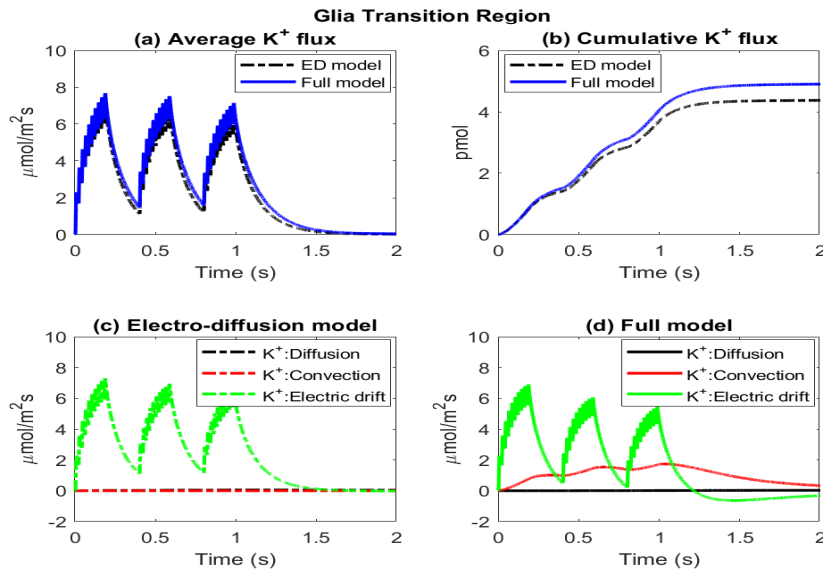 Glia Transition Region
(a) Average K+ flux
10
8
6
4
2
0
μmol/m²s
ED model
Full model
0 0.5 1 1.5 2
Time (s)
(b) Cumulative K+ flux
6
4
2
0
pmol
ED model
Full model
0 0.5 1 1.5 2
Time (s)
(c) Electro-diffusion model
10
8
6
4
2
0
-2
μmol/m²s
K+:Diffusion
K+:Convection
K+:Electric drift
0 0.5 1 1.5 2
Time (s)
(d) Full model
10
8
6
4
2
0
-2
μmol/m²s
K+:Diffusion
K+:Convection
K+:Electric drift
0 0.5 1 1.5 2
Time (s)